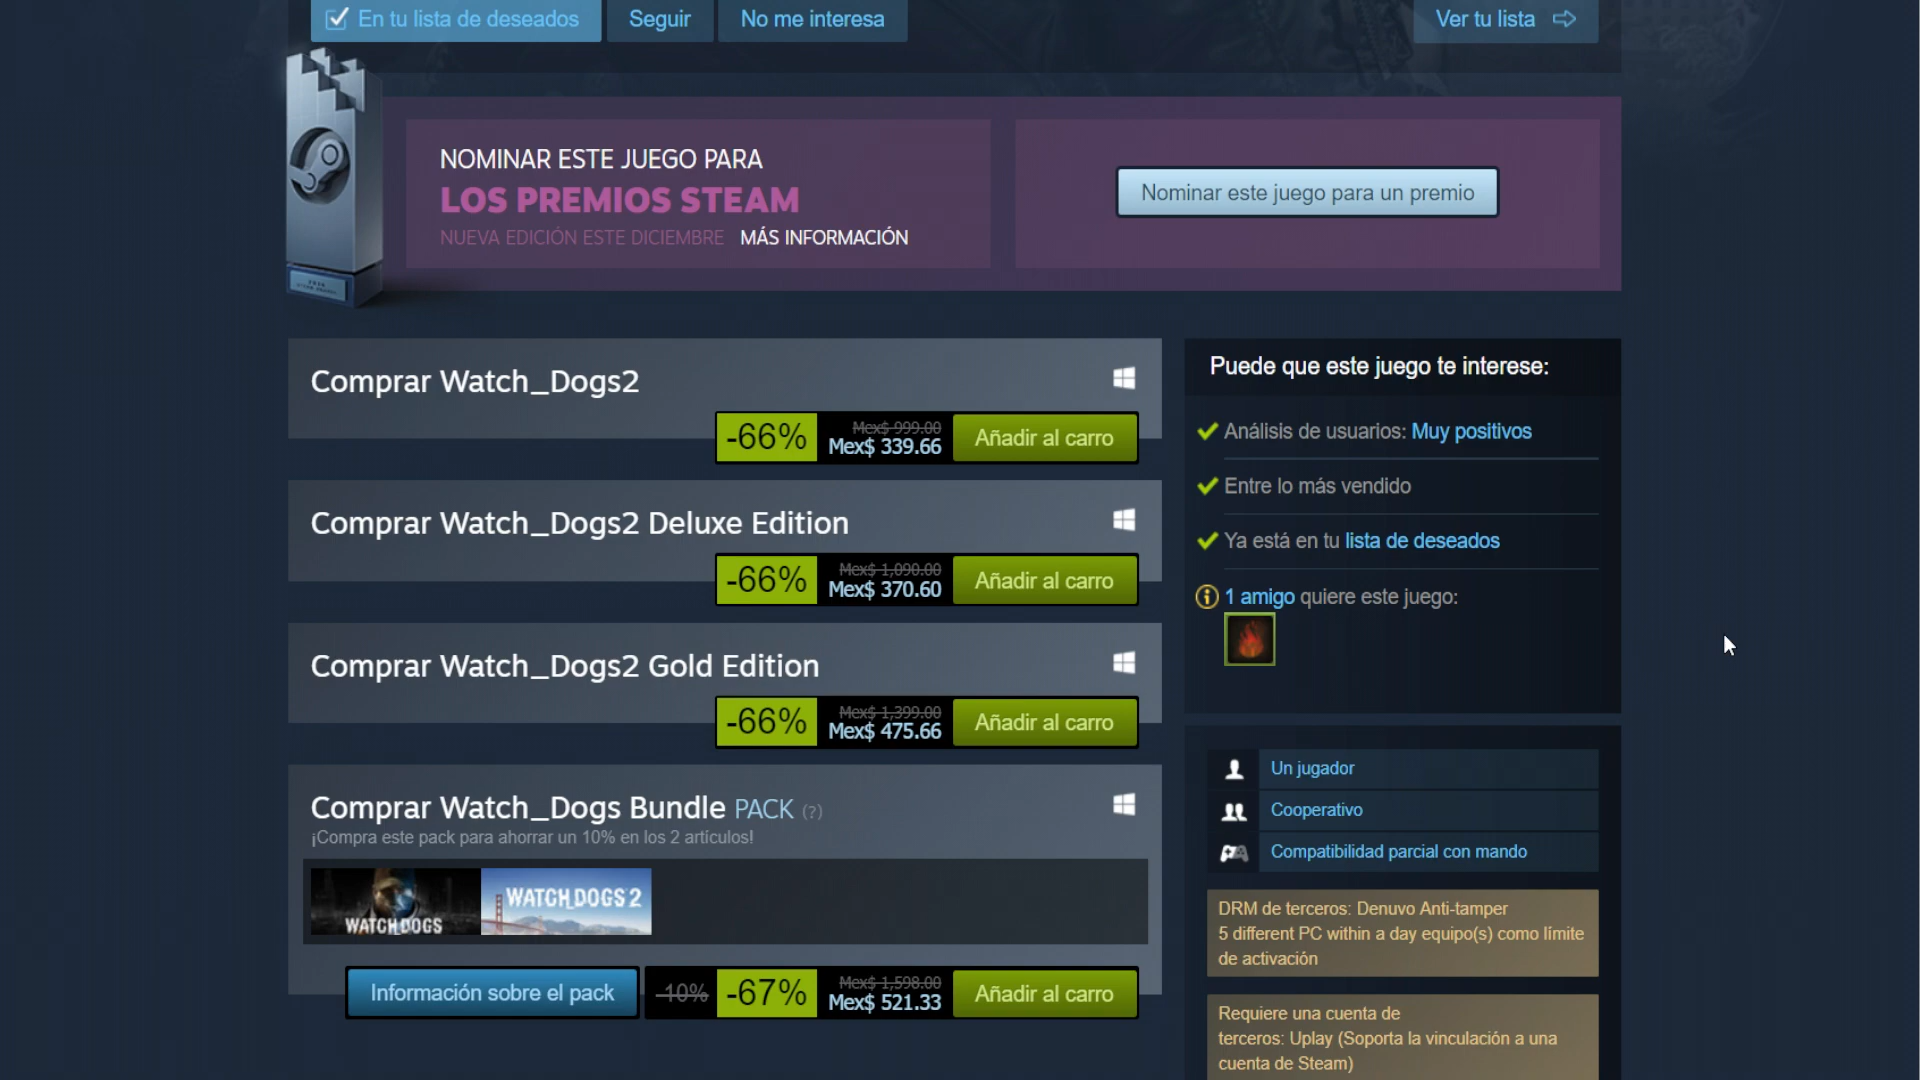 En tu lista de deseados
Seguir
No me interesa
Ver tu lista
NOMINAR ESTE JUEGO PARA
LOS PREMIOS STEAM
NUEVA EDICIÓN ESTE DICIEMBRE MÁS INFORMACIÓN
Nominar este juego para un premio
Comprar Watch_Dogs2
-66%
Mex$ 999.00
Mex$ 339.66
Añadir al carro
Comprar Watch_Dogs2 Deluxe Edition
-66%
Mex$ 1,090.00
Mex$ 370.60
Añadir al carro
Comprar Watch_Dogs2 Gold Edition
-66%
Mex$ 1,399.00
Mex$ 475.66
Añadir al carro
Comprar Watch_Dogs Bundle PACK (?)
¡Compra este pack para ahorrar un 10% en los 2 artículos!
WATCH_DOGS
WATCH_DOGS 2
Información sobre el pack
-10%
-67%
Mex$ 1,598.00
Mex$ 521.33
Añadir al carro
Puede que este juego te interese:
Análisis de usuarios: Muy positivos
Entre lo más vendido
Ya está en tu lista de deseados
1 amigo quiere este juego:
Un jugador
Cooperativo
Compatibilidad parcial con mando
DRM de terceros: Denuvo Anti-tamper
5 different PC within a day equipo(s) como límite
de activación
Requiere una cuenta de
terceros: Uplay (Soporta la vinculación a una
cuenta de Steam)